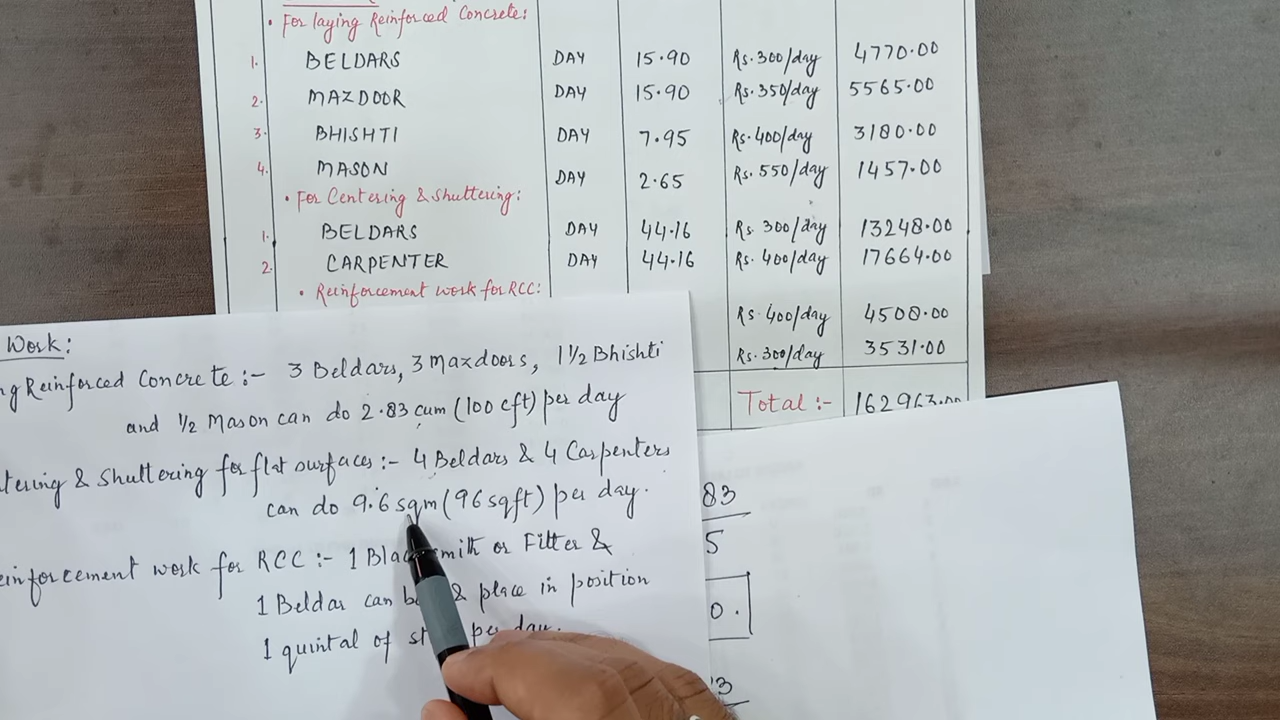 • For laying Reinforced Concrete:
1. BELDARS DAY 15.90 Rs.300/day 4770.00
2. MAZDOOR DAY 15.90 Rs.350/day 5565.00
3. BHISHTI DAY 7.95 Rs.400/day 3180.00
4. MASON DAY 2.65 Rs.550/day 1457.00
• For Centering & Shuttering:
1. BELDARS DAY 44.16 Rs.300/day 13248.00
2. CARPENTER DAY 44.16 Rs.400/day 17664.00
• Reinforcement work for RCC:
Rs.400/day 4508.00
Rs.300/day 3531.00
Total:- 162963.00
Work:
Reinforced Concrete:- 3 Beldars, 3 Mazdoors, 1 1/2 Bhishti
and 1/2 Mason can do 2.83 cum (100 cft) per day
& Shuttering for flat surfaces:- 4 Beldars & 4 Carpenters
can do 9.6 sqm (96 sqft) per day.
work for RCC:- 1 or Fitter &
1 Beldar can & place in position
1 quintal of per day.
83
5
0.